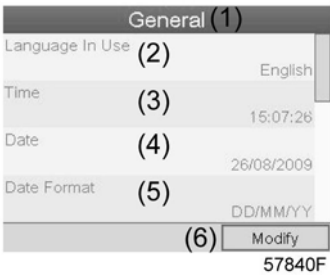 General (1)
Language In Use (2)
English
Time (3)
15:07:26
Date (4)
26/08/2009
Date Format (5)
DD/MM/YY
(6) Modify
57840F